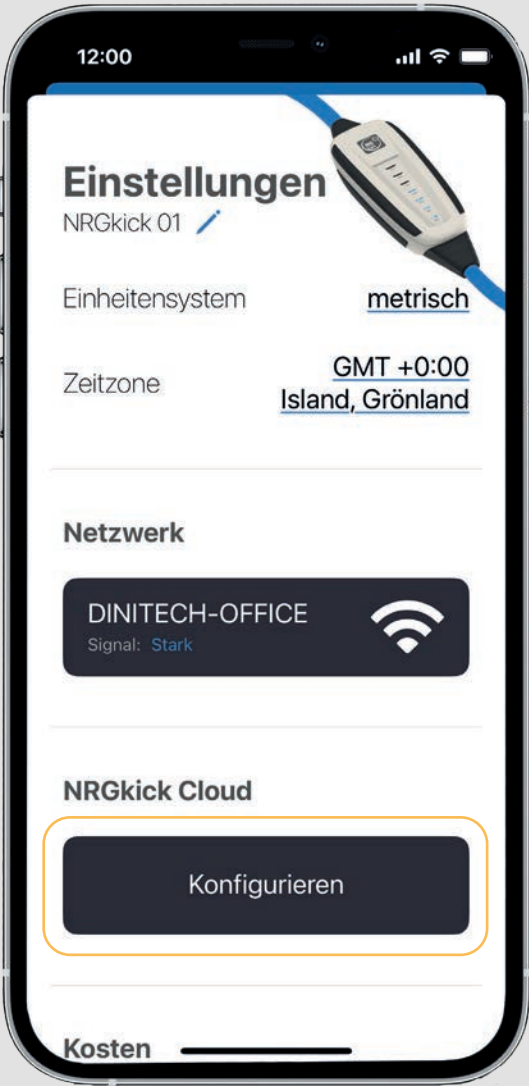 12:00
Einstellungen
NRGkick 01
Einheitensystem metrisch
Zeitzone GMT +0:00
Island, Grönland
Netzwerk
DINITECH-OFFICE
Signal: Stark
NRGkick Cloud
Konfigurieren
Kosten